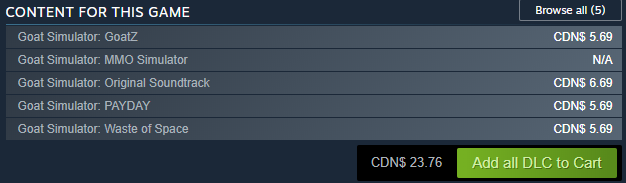 CONTENT FOR THIS GAME Browse all (5)
Goat Simulator: GoatZ CDN$ 5.69
Goat Simulator: MMO Simulator N/A
Goat Simulator: Original Soundtrack CDN$ 6.69
Goat Simulator: PAYDAY CDN$ 5.69
Goat Simulator: Waste of Space CDN$ 5.69
CDN$ 23.76 Add all DLC to Cart